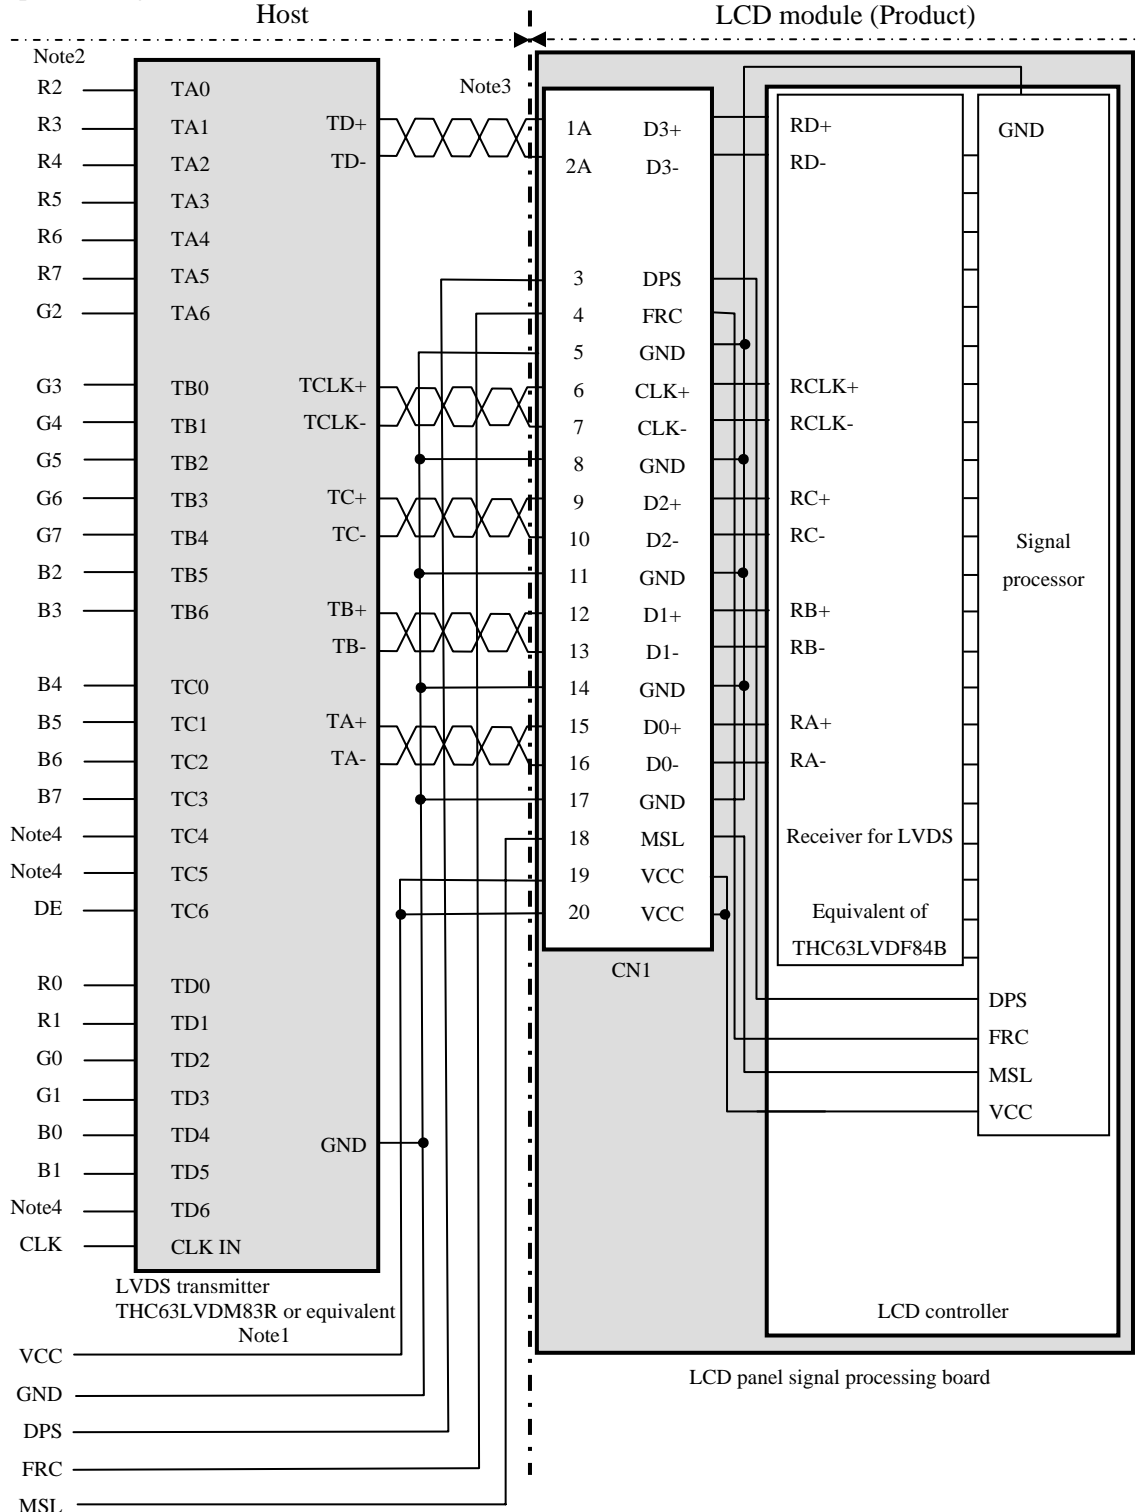 Host
LCD module (Product)
Note2
Note3
R2 TA0
R3 TA1 TD+
R4 TA2 TD-
R5 TA3
R6 TA4
R7 TA5
G2 TA6
G3 TB0 TCLK+
G4 TB1 TCLK-
G5 TB2
G6 TB3 TC+
G7 TB4 TC-
B2 TB5
B3 TB6 TB+
TB-
B4 TC0
B5 TC1 TA+
B6 TC2 TA-
B7 TC3
Note4 TC4
Note4 TC5
DE TC6
R0 TD0
R1 TD1
G0 TD2
G1 TD3
B0 TD4
GND
B1 TD5
Note4 TD6
CLK CLK IN
LVDS transmitter
THC63LVDM83R or equivalent
Note1
VCC
GND
DPS
FRC
MSL
1A D3+
2A D3-
3 DPS
4 FRC
5 GND
6 CLK+
7 CLK-
8 GND
9 D2+
10 D2-
11 GND
12 D1+
13 D1-
14 GND
15 D0+
16 D0-
17 GND
18 MSL
19 VCC
20 VCC
CN1
RD+
RD-
RCLK+
RCLK-
RC+
RC-
RB+
RB-
RA+
RA-
Receiver for LVDS
Equivalent of
THC63LVDF84B
GND
Signal
processor
DPS
FRC
MSL
VCC
LCD controller
LCD panel signal processing board